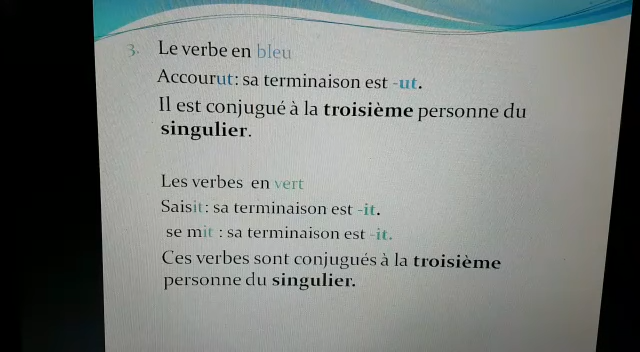 3. Le verbe en bleu
Accourut: sa terminaison est -ut.
Il est conjugué à la troisième personne du
singulier.
Les verbes en vert
Saisit: sa terminaison est -it.
se mit : sa terminaison est -it.
Ces verbes sont conjugués à la troisième
personne du singulier.